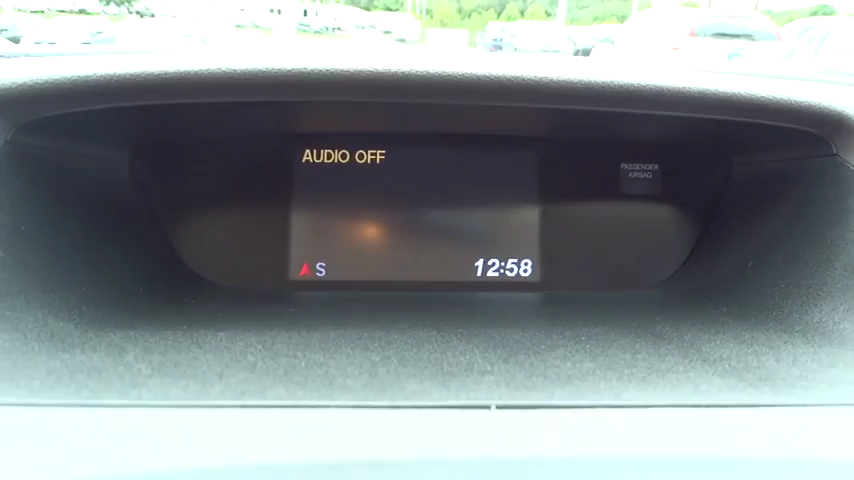 AUDIO OFF
PASSENGER
AIRBAG
S
12:58